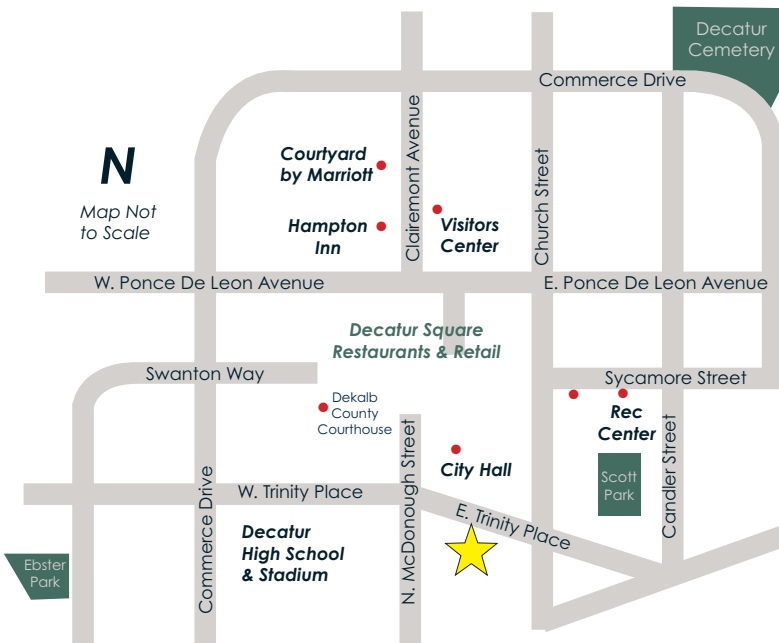 Decatur
Cemetery
Commerce Drive
Clairemont Avenue
Church Street
Courtyard
by Marriott
N
Map Not
to Scale
Hampton
Inn
Visitors
Center
W. Ponce De Leon Avenue
E. Ponce De Leon Avenue
Decatur Square
Restaurants & Retail
Swanton Way
Sycamore Street
Dekalb
County
Courthouse
Rec
Center
N. McDonough Street
Candler Street
City Hall
Scott
Park
Commerce Drive
W. Trinity Place
E. Trinity Place
Decatur
High School
& Stadium
Ebster
Park